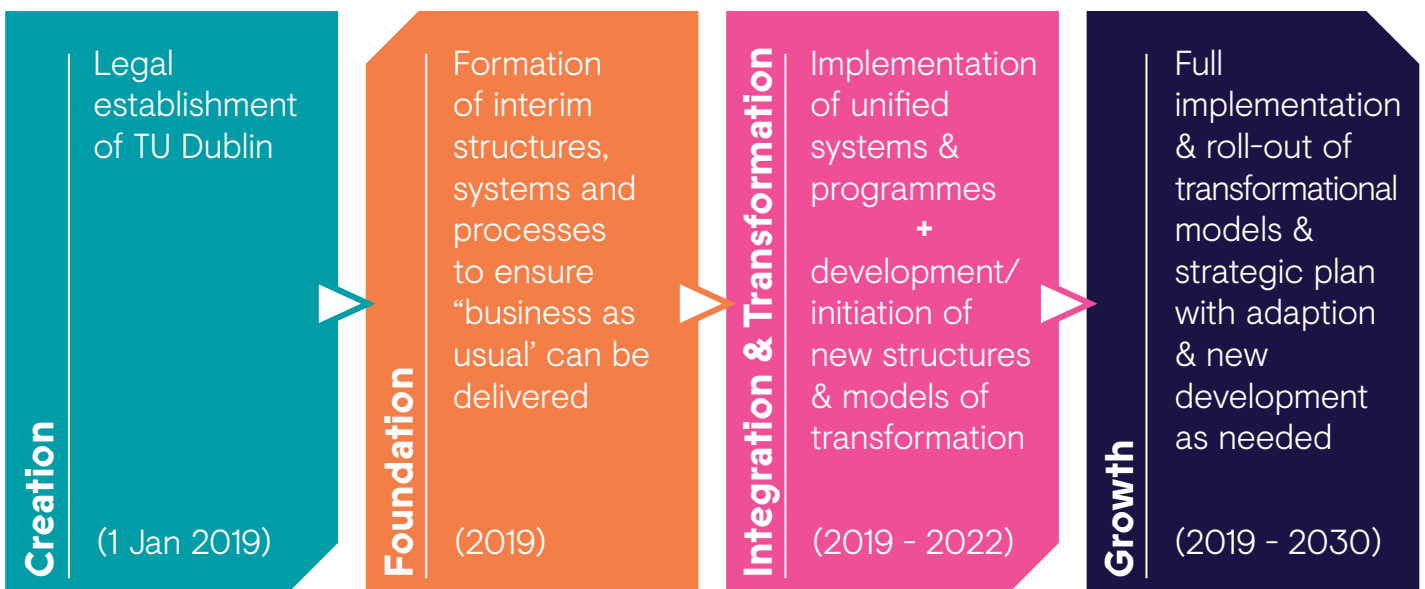 Creation
Legal
establishment
of TU Dublin
(1 Jan 2019)
Foundation
Formation
of interim
structures,
systems and
processes
to ensure
“business as
usual’ can be
delivered
(2019)
Integration & Transformation
Implementation
of unified
systems &
programmes
+
development/
initiation of
new structures
& models of
transformation
(2019 - 2022)
Growth
Full
implementation
& roll-out of
transformational
models &
strategic plan
with adaption
& new
development
as needed
(2019 - 2030)